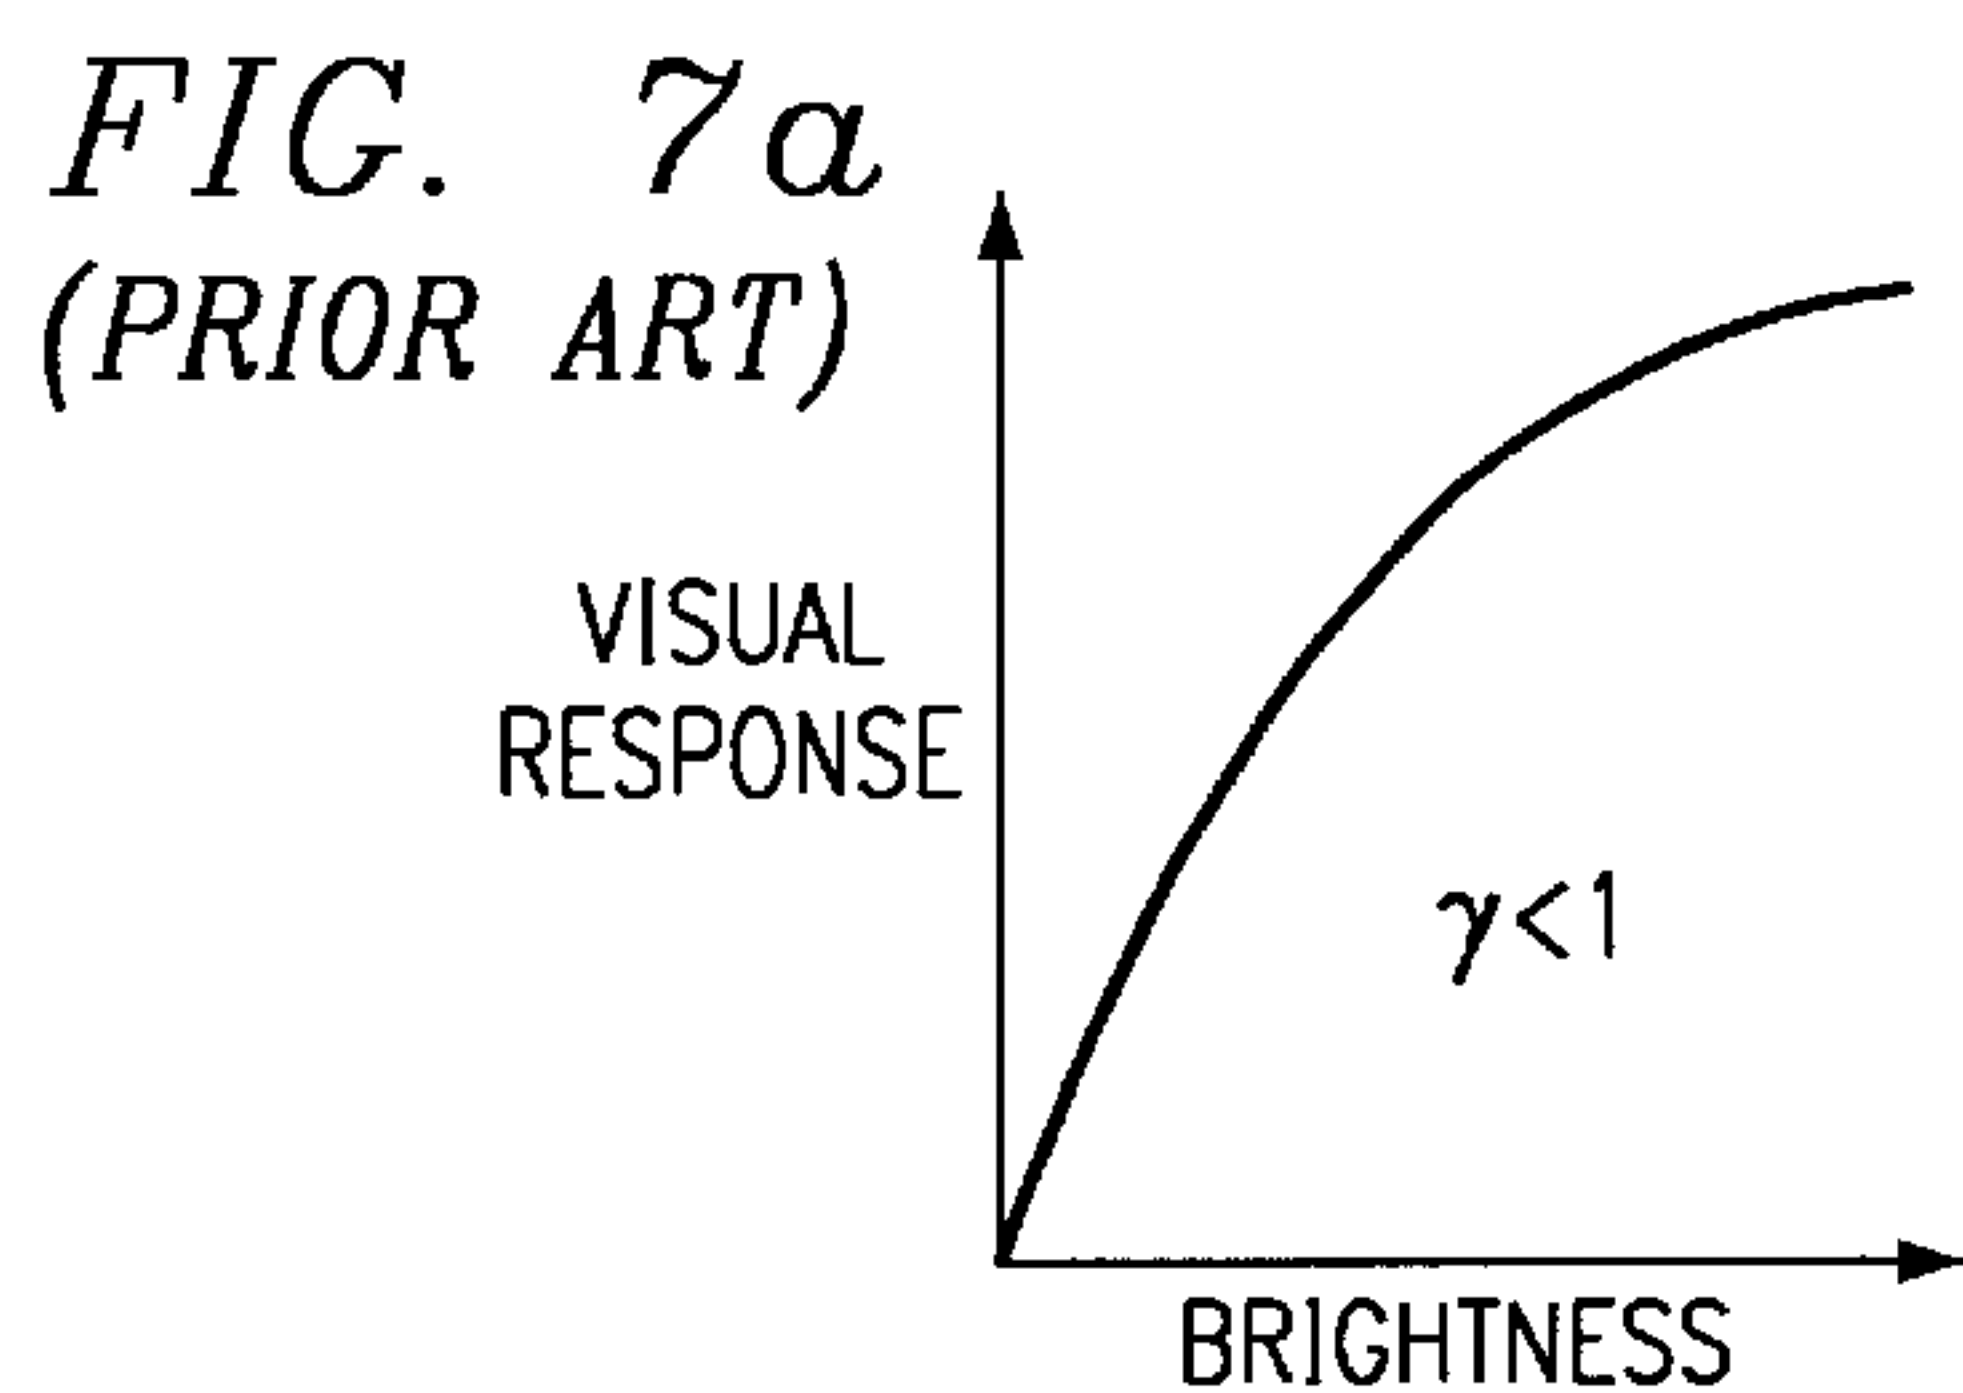 FIG. 7a
(PRIOR ART)
VISUAL
RESPONSE
γ<1
BRIGHTNESS